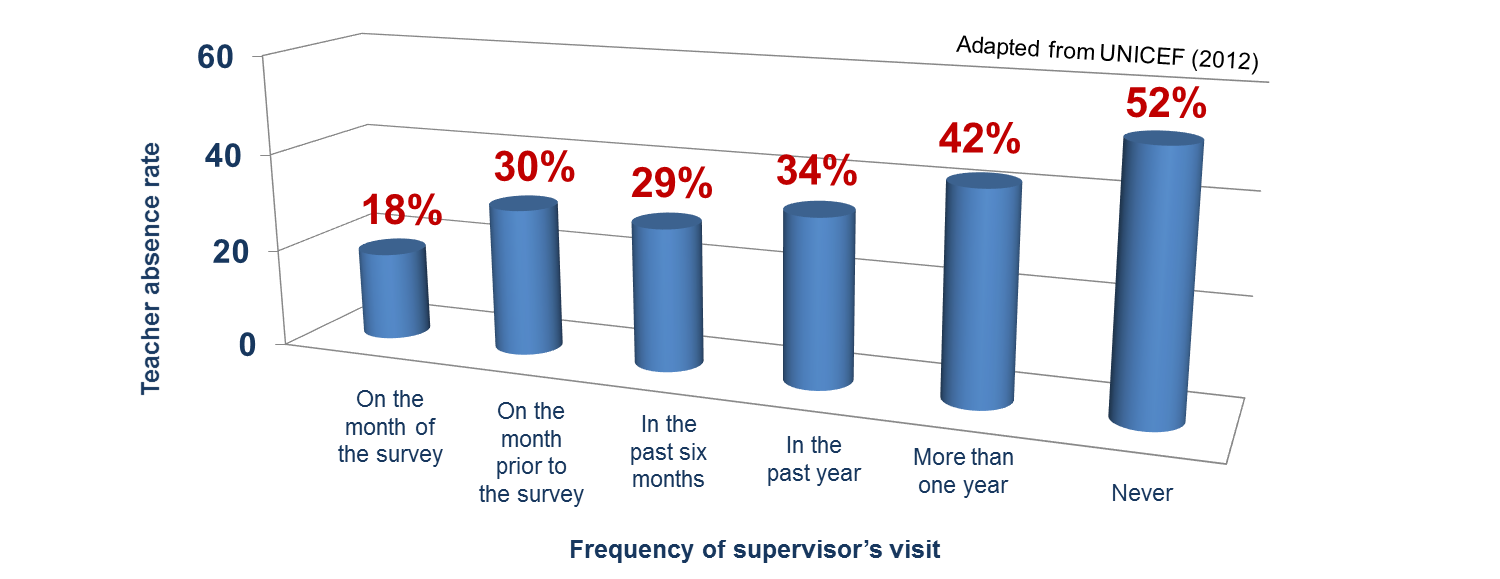 Adapted from UNICEF (2012)
60
40
20
0
Teacher absence rate
18%
30%
29%
34%
42%
52%
On the
month of
the survey
On the
month
prior to
the survey
In the
past six
months
In the
past year
More than
one year
Never
Frequency of supervisor’s visit